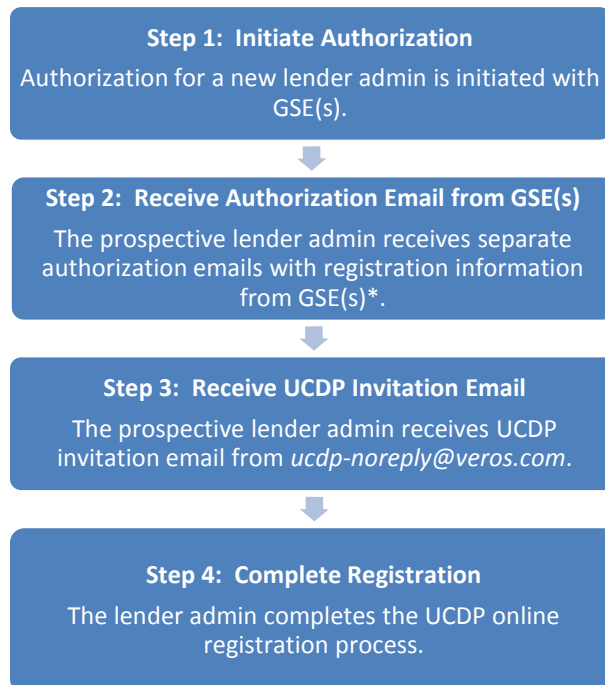 Step 1:  Initiate Authorization
Authorization for a new lender admin is initiated with
GSE(s).
Step 2:  Receive Authorization Email from GSE(s)
The prospective lender admin receives separate
authorization emails with registration information
from GSE(s)*.
Step 3:  Receive UCDP Invitation Email
The prospective lender admin receives UCDP
invitation email from ucdp-noreply@veros.com.
Step 4:  Complete Registration
The lender admin completes the UCDP online
registration process.